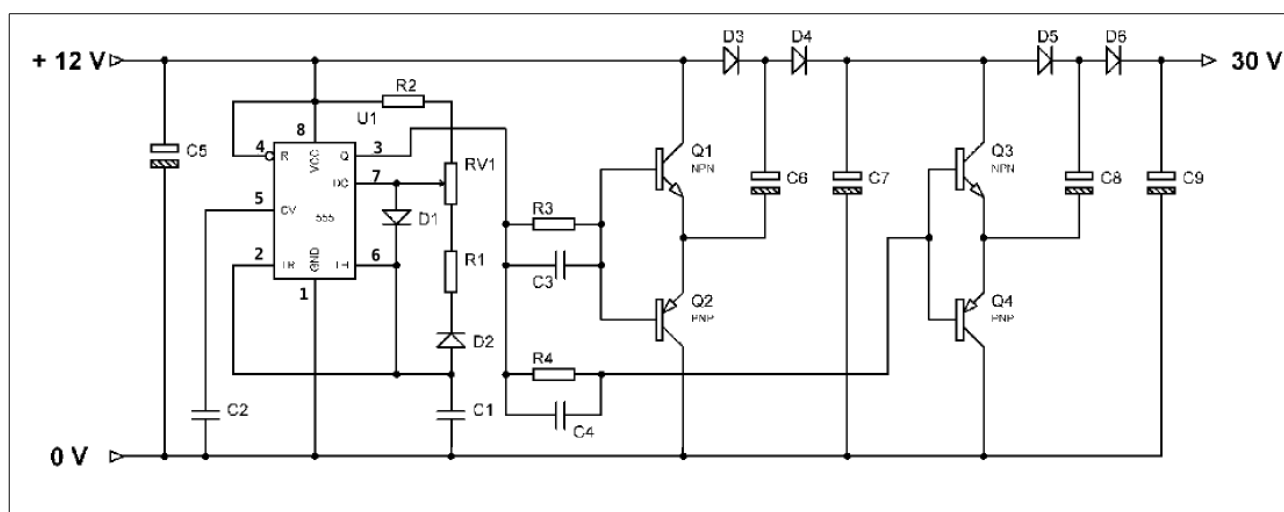 D3 D4 D5 D6
+ 12 V 30 V
R2
U1
8
4 3
R VCC Q
Q1 Q3
NPN NPN
C5 RV1
7
DC
C6 C7 C8 C9
5
CV 555 D1
R3
2 6
TR GND TH R1
C3
1
Q2 Q4
PNP PNP
D2
R4
C2 C1
C4
0 V